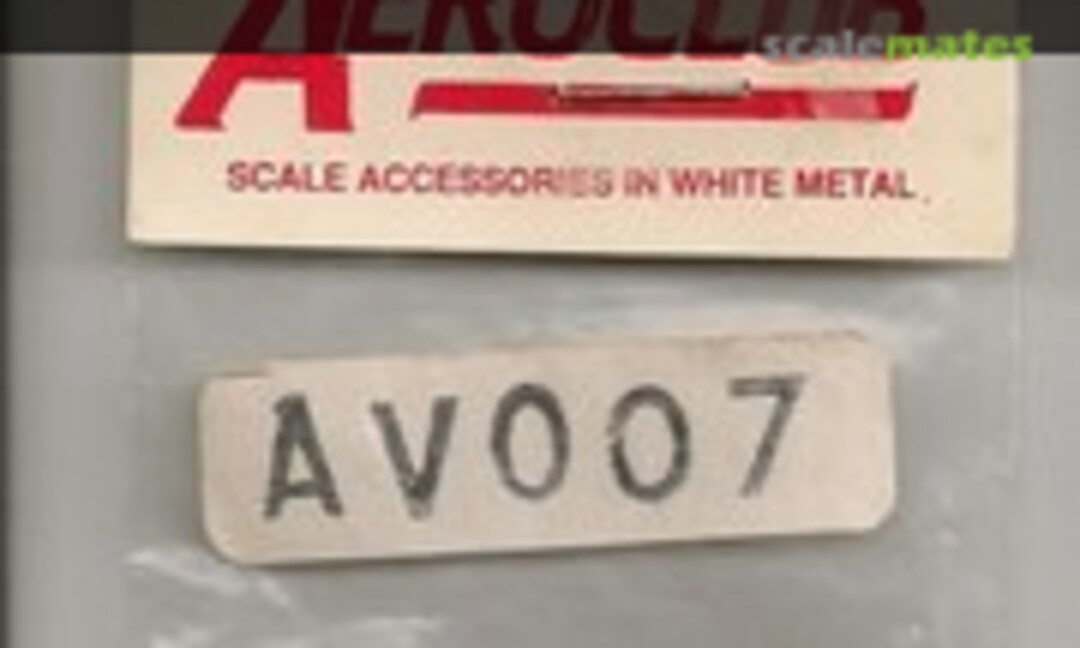 AEROCLUB
scalemates
SCALE ACCESSORIES IN WHITE METAL.
AV007